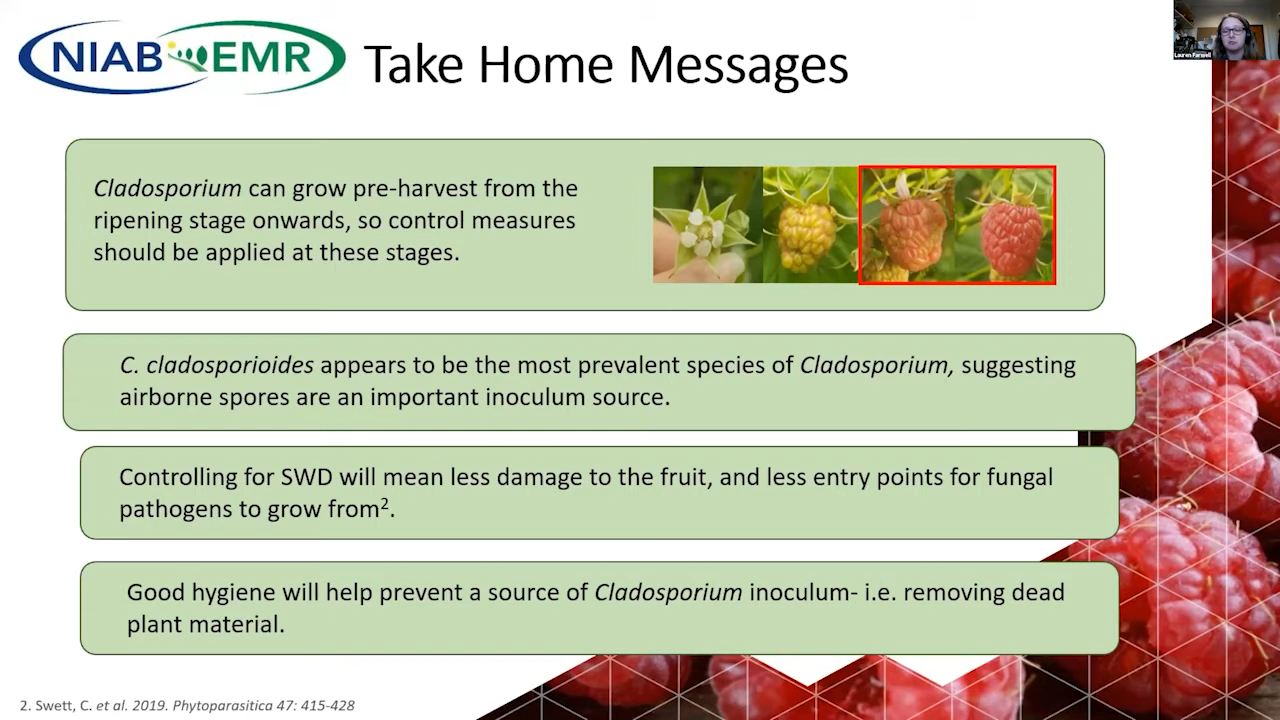 NIAB EMR
Take Home Messages
Lauren Farwell
Cladosporium can grow pre-harvest from the
ripening stage onwards, so control measures
should be applied at these stages.
C. cladosporioides appears to be the most prevalent species of Cladosporium, suggesting
airborne spores are an important inoculum source.
Controlling for SWD will mean less damage to the fruit, and less entry points for fungal
pathogens to grow from².
Good hygiene will help prevent a source of Cladosporium inoculum- i.e. removing dead
plant material.
2. Swett, C. et al. 2019. Phytoparasitica 47: 415-428